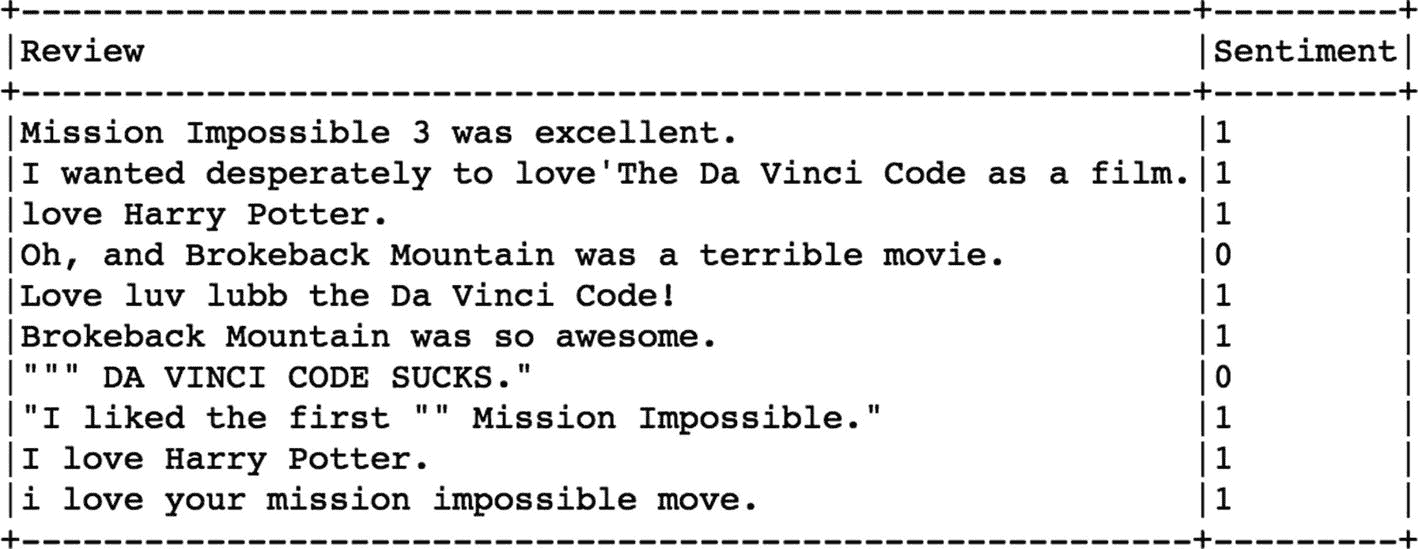 +---------------------------------------------------------+---------+
|Review                                                   |Sentiment|
+---------------------------------------------------------+---------+
|Mission Impossible 3 was excellent.                      |1        |
|I wanted desperately to love'The Da Vinci Code as a film.|1        |
|love Harry Potter.                                       |1        |
|Oh, and Brokeback Mountain was a terrible movie.         |0        |
|Love luv lubb the Da Vinci Code!                         |1        |
|Brokeback Mountain was so awesome.                       |1        |
|""" DA VINCI CODE SUCKS."                                |0        |
|"I liked the first "" Mission Impossible."               |1        |
|I love Harry Potter.                                     |1        |
|i love your mission impossible move.                     |1        |
+---------------------------------------------------------+---------+